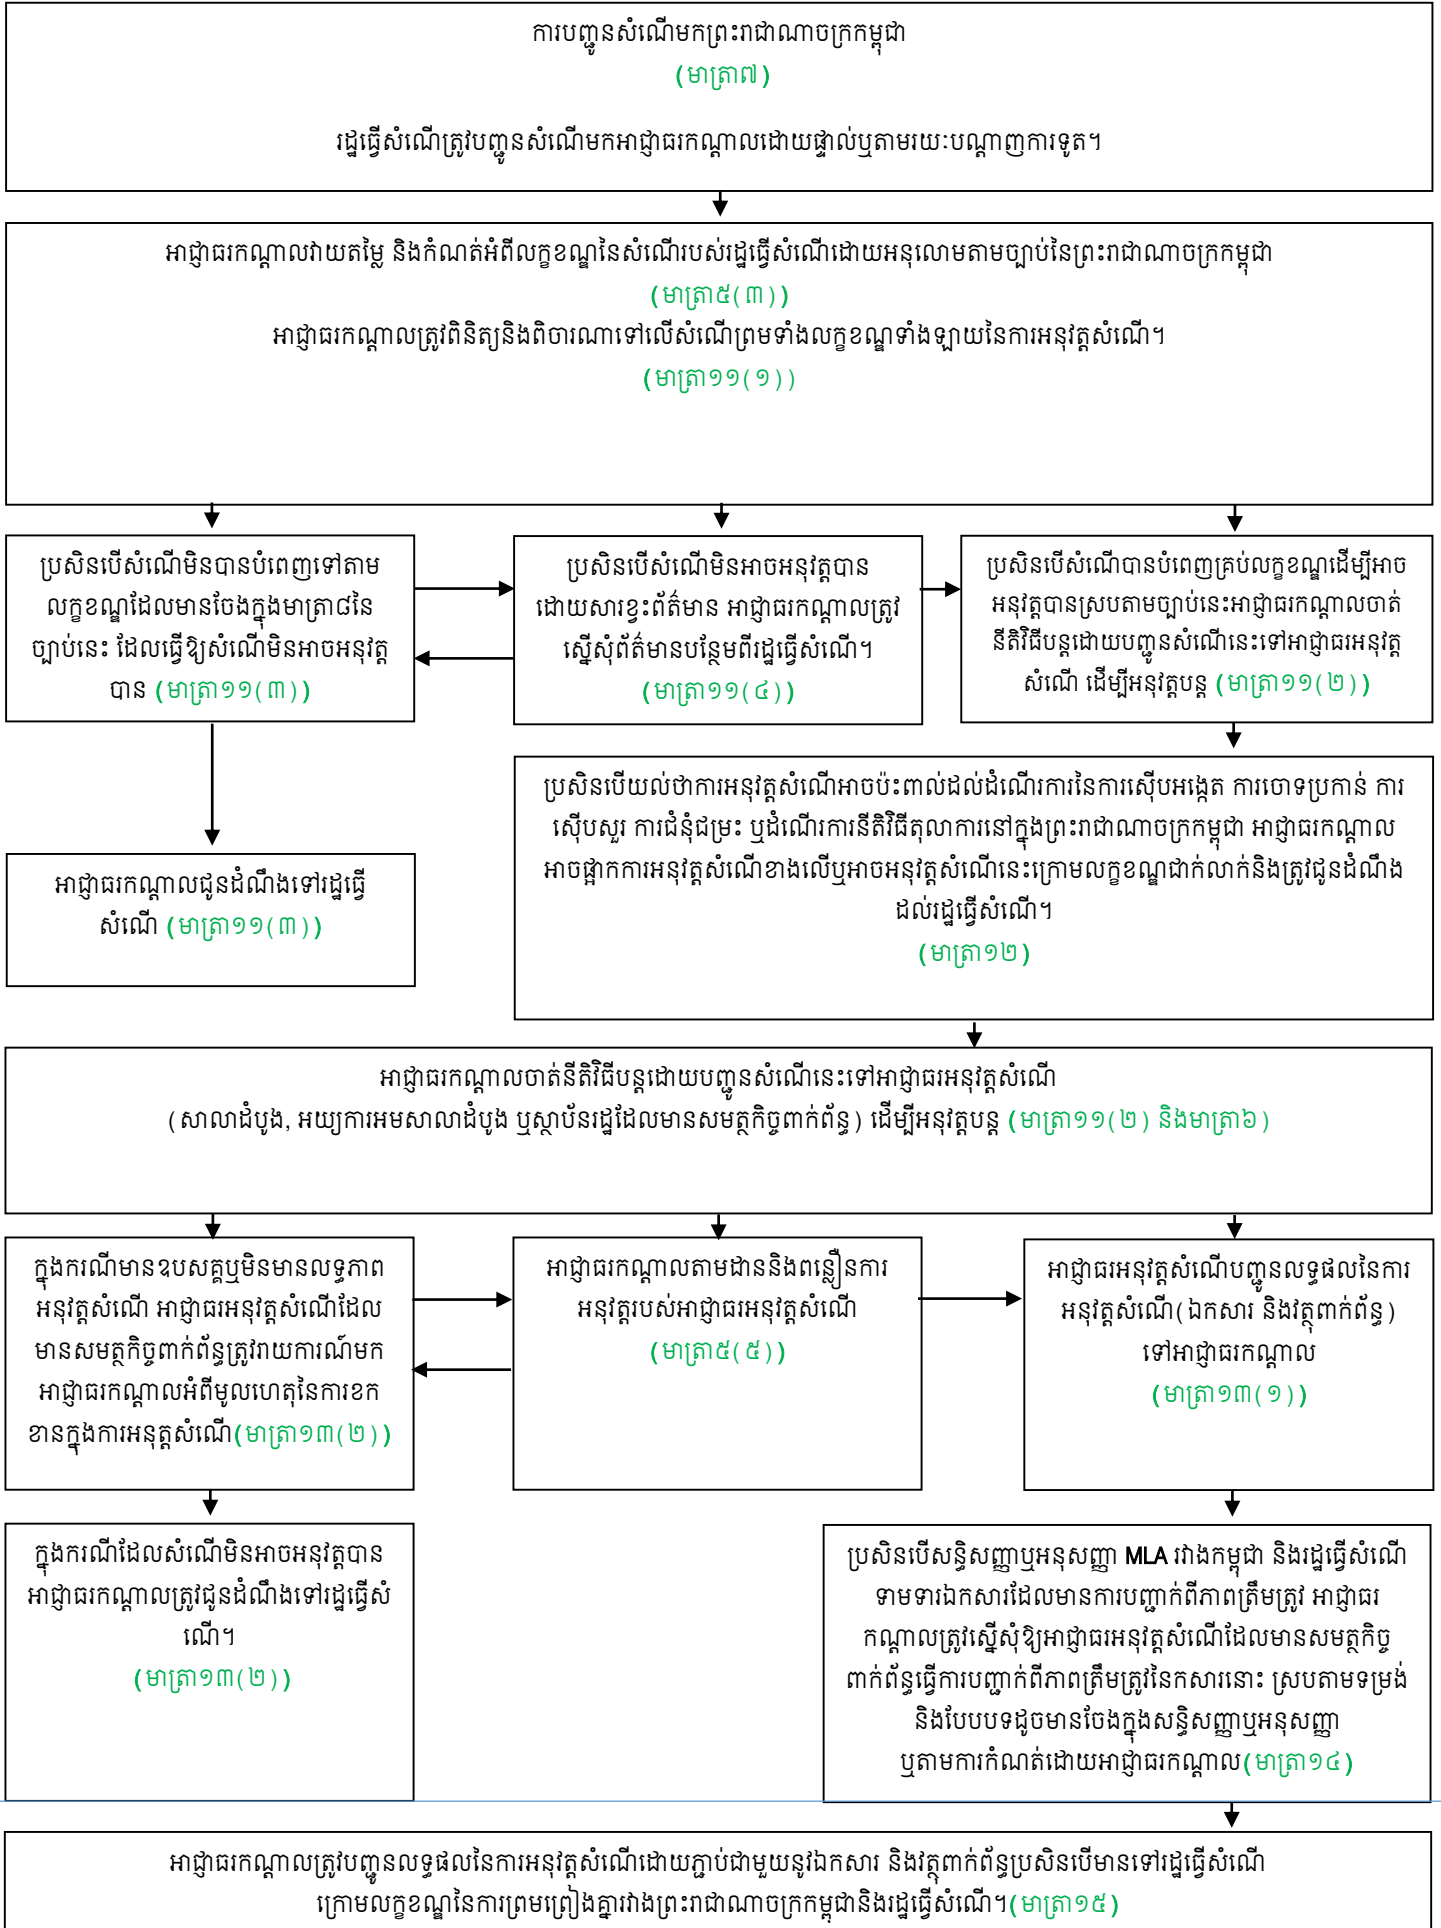 ការបញ្ជូនសំណើមកព្រះរាជាណាចក្រកម្ពុជា
(មាត្រា៧)
រដ្ឋធ្វើសំណើត្រូវបញ្ជូនសំណើមកអាជ្ញាធរកណ្តាលដោយផ្ទាល់ឬតាមរយៈបណ្តាញការទូត។
អាជ្ញាធរកណ្តាលវាយតម្លៃ និងកំណត់អំពីលក្ខខណ្ឌនៃសំណើរបស់រដ្ឋធ្វើសំណើដោយអនុលោមតាមច្បាប់នៃព្រះរាជាណាចក្រកម្ពុជា
(មាត្រា៥(៣))
អាជ្ញាធរកណ្តាលត្រូវពិនិត្យនិងពិចារណាទៅលើសំណើព្រមទាំងលក្ខខណ្ឌទាំងឡាយនៃការអនុវត្តសំណើ។
(មាត្រា១១(១))
ប្រសិនបើសំណើមិនបានបំពេញទៅតាម
លក្ខខណ្ឌដែលមានចែងក្នុងមាត្រា៨នៃ
ច្បាប់នេះ ដែលធ្វើឱ្យសំណើមិនអាចអនុវត្ត
បាន (មាត្រា១១(៣))
ប្រសិនបើសំណើមិនអាចអនុវត្តបាន
ដោយសារខ្វះព័ត៌មាន អាជ្ញាធរកណ្តាលត្រូវ
ស្នើសុំព័ត៌មានបន្ថែមពីរដ្ឋធ្វើសំណើ។
(មាត្រា១១(៤))
ប្រសិនបើសំណើបានបំពេញគ្រប់លក្ខខណ្ឌដើម្បីអាច
អនុវត្តបានស្របតាមច្បាប់នេះអាជ្ញាធរកណ្តាលចាត់
នីតិវិធីបន្តដោយបញ្ជូនសំណើនេះទៅអាជ្ញាធរអនុវត្ត
សំណើ ដើម្បីអនុវត្តបន្ត (មាត្រា១១(២))
ប្រសិនបើយល់ថាការអនុវត្តសំណើអាចប៉ះពាល់ដល់ដំណើរការនៃការស៊ើបអង្កេត ការចោទប្រកាន់ ការ
ស៊ើបសួរ ការជំនុំជម្រះ ឬដំណើរការនីតិវិធីតុលាការនៅក្នុងព្រះរាជាណាចក្រកម្ពុជា អាជ្ញាធរកណ្តាល
អាចផ្អាកការអនុវត្តសំណើខាងលើឬអាចអនុវត្តសំណើនេះក្រោមលក្ខខណ្ឌជាក់លាក់និងត្រូវជូនដំណឹង
ដល់រដ្ឋធ្វើសំណើ។
(មាត្រា១២)
អាជ្ញាធរកណ្តាលជូនដំណឹងទៅរដ្ឋធ្វើ
សំណើ (មាត្រា១១(៣))
អាជ្ញាធរកណ្តាលចាត់នីតិវិធីបន្តដោយបញ្ជូនសំណើនេះទៅអាជ្ញាធរអនុវត្តសំណើ
(សាលាដំបូង, អយ្យការអមសាលាដំបូង ឬស្ថាប័នរដ្ឋដែលមានសមត្ថកិច្ចពាក់ព័ន្ធ) ដើម្បីអនុវត្តបន្ត (មាត្រា១១(២) និងមាត្រា៦)
ក្នុងករណីមានឧបសគ្គឬមិនមានលទ្ធភាព
អនុវត្តសំណើ អាជ្ញាធរអនុវត្តសំណើដែល
មានសមត្ថកិច្ចពាក់ព័ន្ធត្រូវរាយការណ៍មក
អាជ្ញាធរកណ្តាលអំពីមូលហេតុនៃការខក
ខានក្នុងការអនុត្តសំណើ(មាត្រា១៣(២))
អាជ្ញាធរកណ្តាលតាមដាននិងពន្លឿនការ
អនុវត្តរបស់អាជ្ញាធរអនុវត្តសំណើ
(មាត្រា៥(៥))
អាជ្ញាធរអនុវត្តសំណើបញ្ជូនលទ្ធផលនៃការ
អនុវត្តសំណើ(ឯកសារ និងវត្ថុពាក់ព័ន្ធ)
ទៅអាជ្ញាធរកណ្តាល
(មាត្រា១៣(១))
ក្នុងករណីដែលសំណើមិនអាចអនុវត្តបាន
អាជ្ញាធរកណ្តាលត្រូវជូនដំណឹងទៅរដ្ឋធ្វើសំ
ណើ។
(មាត្រា១៣(២))
ប្រសិនបើសន្ធិសញ្ញាឬអនុសញ្ញា MLA រវាងកម្ពុជា និងរដ្ឋធ្វើសំណើ
ទាមទារឯកសារដែលមានការបញ្ជាក់ពីភាពត្រឹមត្រូវ អាជ្ញាធរ
កណ្តាលត្រូវស្នើសុំឱ្យអាជ្ញាធរអនុវត្តសំណើដែលមានសមត្ថកិច្ច
ពាក់ព័ន្ធធ្វើការបញ្ជាក់ពីភាពត្រឹមត្រូវនៃកសារនោះ ស្របតាមទម្រង់
និងបែបបទដូចមានចែងក្នុងសន្ធិសញ្ញាឬអនុសញ្ញា
ឬតាមការកំណត់ដោយអាជ្ញាធរកណ្តាល(មាត្រា១៤)
អាជ្ញាធរកណ្តាលត្រូវបញ្ជូនលទ្ធផលនៃការអនុវត្តសំណើដោយភ្ជាប់ជាមួយនូវឯកសារ និងវត្ថុពាក់ព័ន្ធប្រសិនបើមានទៅរដ្ឋធ្វើសំណើ
ក្រោមលក្ខខណ្ឌនៃការព្រមព្រៀងគ្នារវាងព្រះរាជាណាចក្រកម្ពុជានិងរដ្ឋធ្វើសំណើ។(មាត្រា១៥)